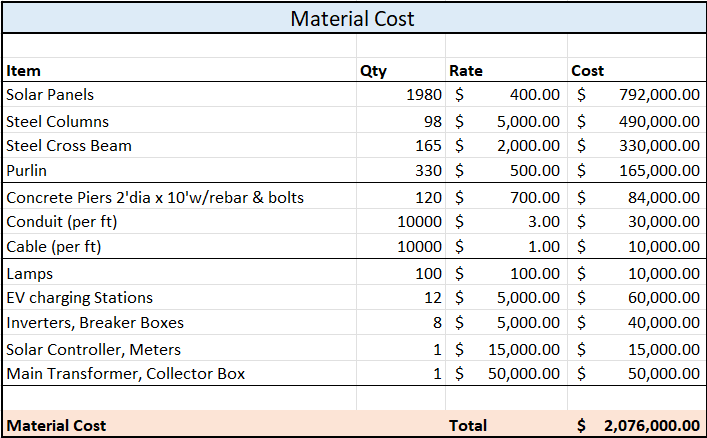 Material Cost
Item Qty Rate Cost
Solar Panels 1980 $ 400.00 $ 792,000.00
Steel Columns 98 $ 5,000.00 $ 490,000.00
Steel Cross Beam 165 $ 2,000.00 $ 330,000.00
Purlin 330 $ 500.00 $ 165,000.00
Concrete Piers 2'dia x 10'w/rebar & bolts 120 $ 700.00 $ 84,000.00
Conduit (per ft) 10000 $ 3.00 $ 30,000.00
Cable (per ft) 10000 $ 1.00 $ 10,000.00
Lamps 100 $ 100.00 $ 10,000.00
EV charging Stations 12 $ 5,000.00 $ 60,000.00
Inverters, Breaker Boxes 8 $ 5,000.00 $ 40,000.00
Solar Controller, Meters 1 $ 15,000.00 $ 15,000.00
Main Transformer, Collector Box 1 $ 50,000.00 $ 50,000.00
Material Cost Total $ 2,076,000.00